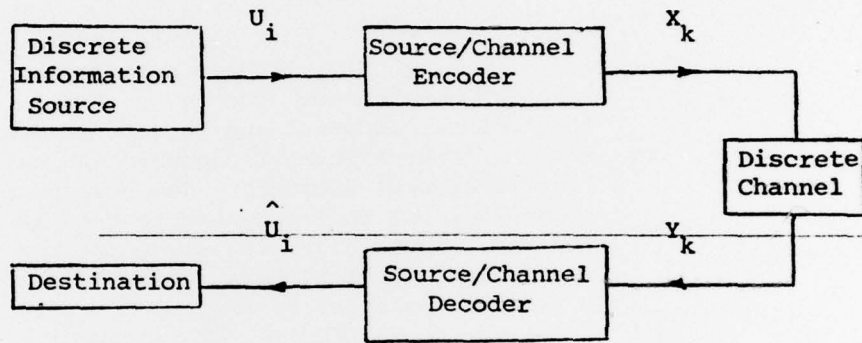 U_i
X_k
Discrete
Information
Source
Source/Channel
Encoder
Discrete
Channel
Û_i
Y_k
Destination
Source/Channel
Decoder